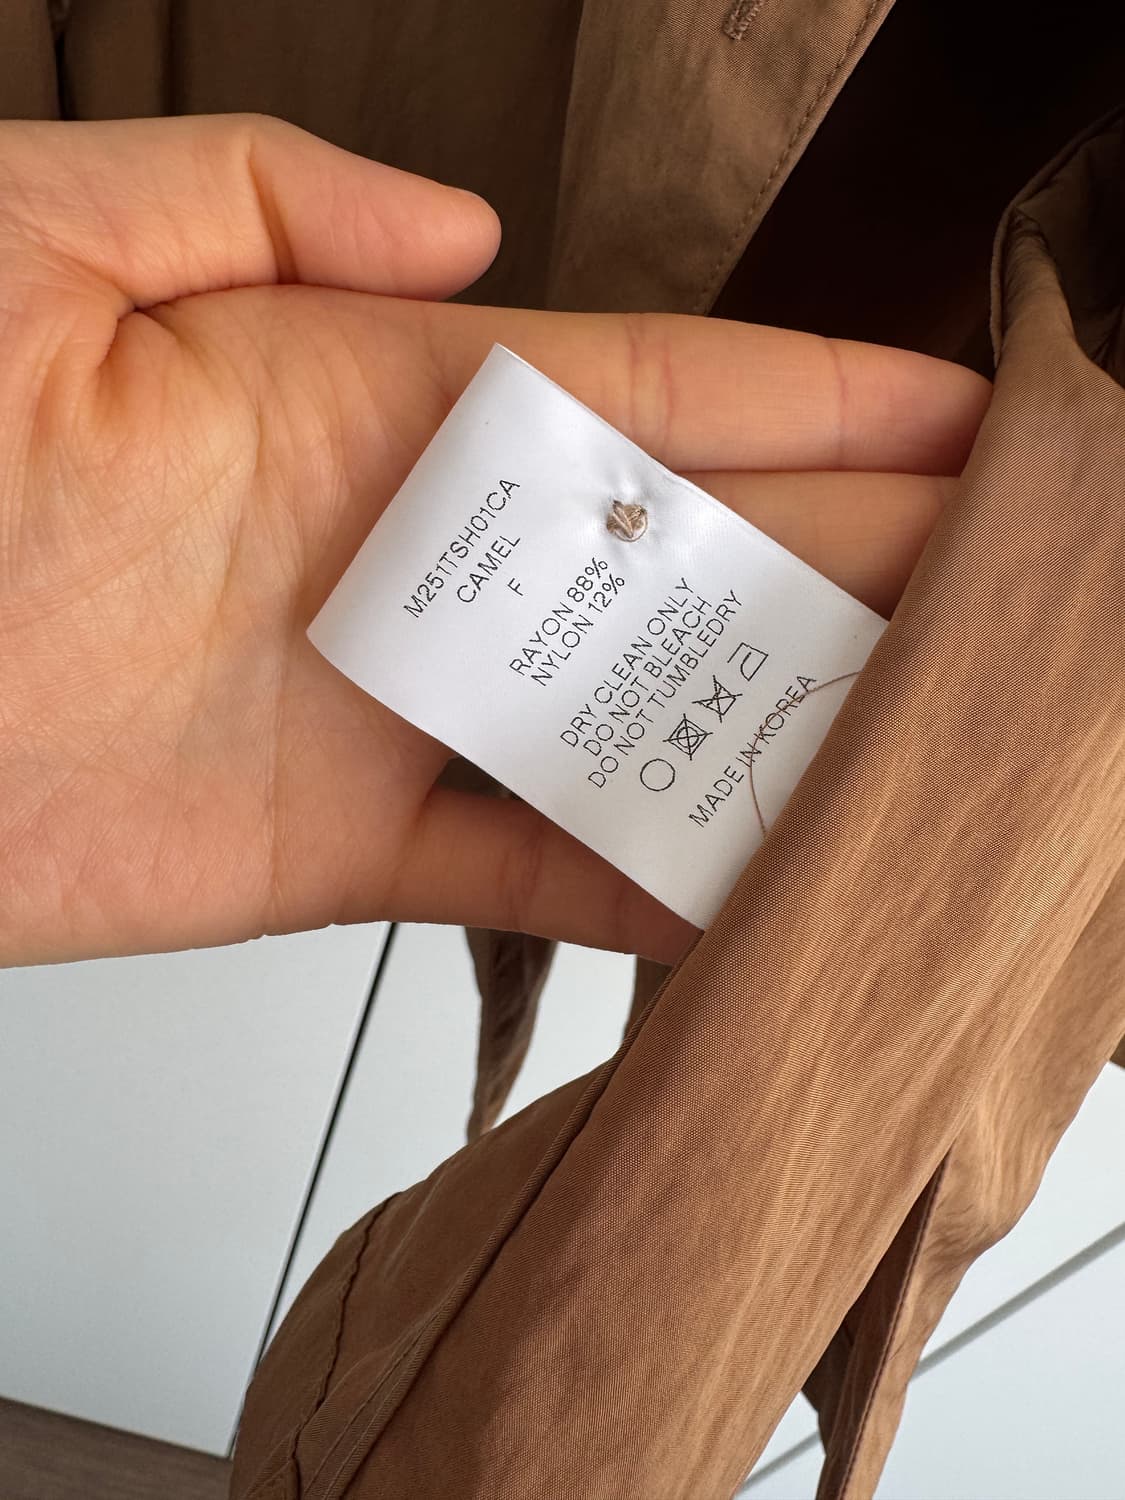 M251TSH01CA
CAMEL
F
RAYON 88%
NYLON 12%
DRY CLEAN ONLY
DO NOT BLEACH
DO NOT TUMBLEDRY
MADE IN KOREA